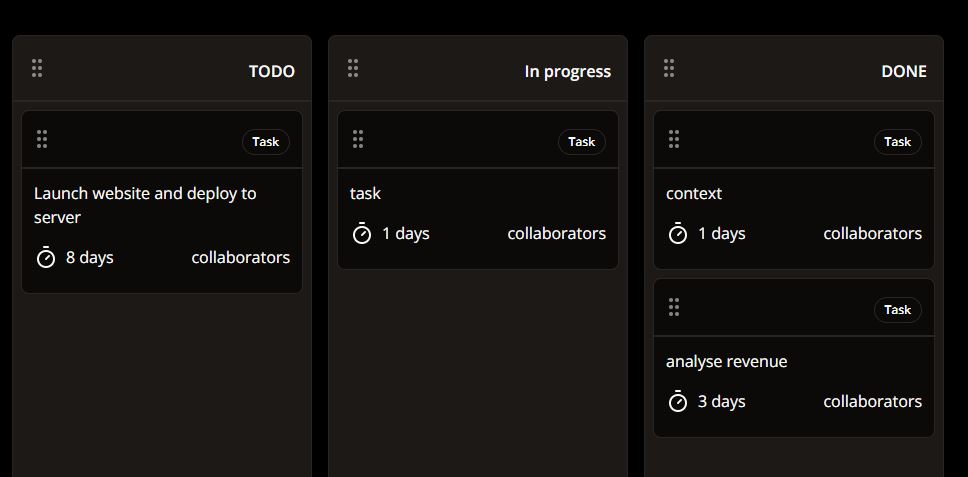 TODO
Task
Launch website and deploy to
server
8 days
collaborators
In progress
Task
task
1 days
collaborators
DONE
Task
context
1 days
collaborators
Task
analyse revenue
3 days
collaborators